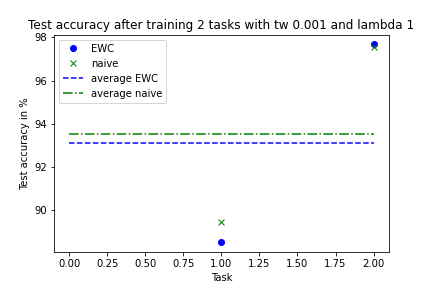 Test accuracy after training 2 tasks with tw 0.001 and lambda 1
98
96
94
92
90
Test accuracy in %
EWC
naive
average EWC
average naive
0.00 0.25 0.50 0.75 1.00 1.25 1.50 1.75 2.00
Task